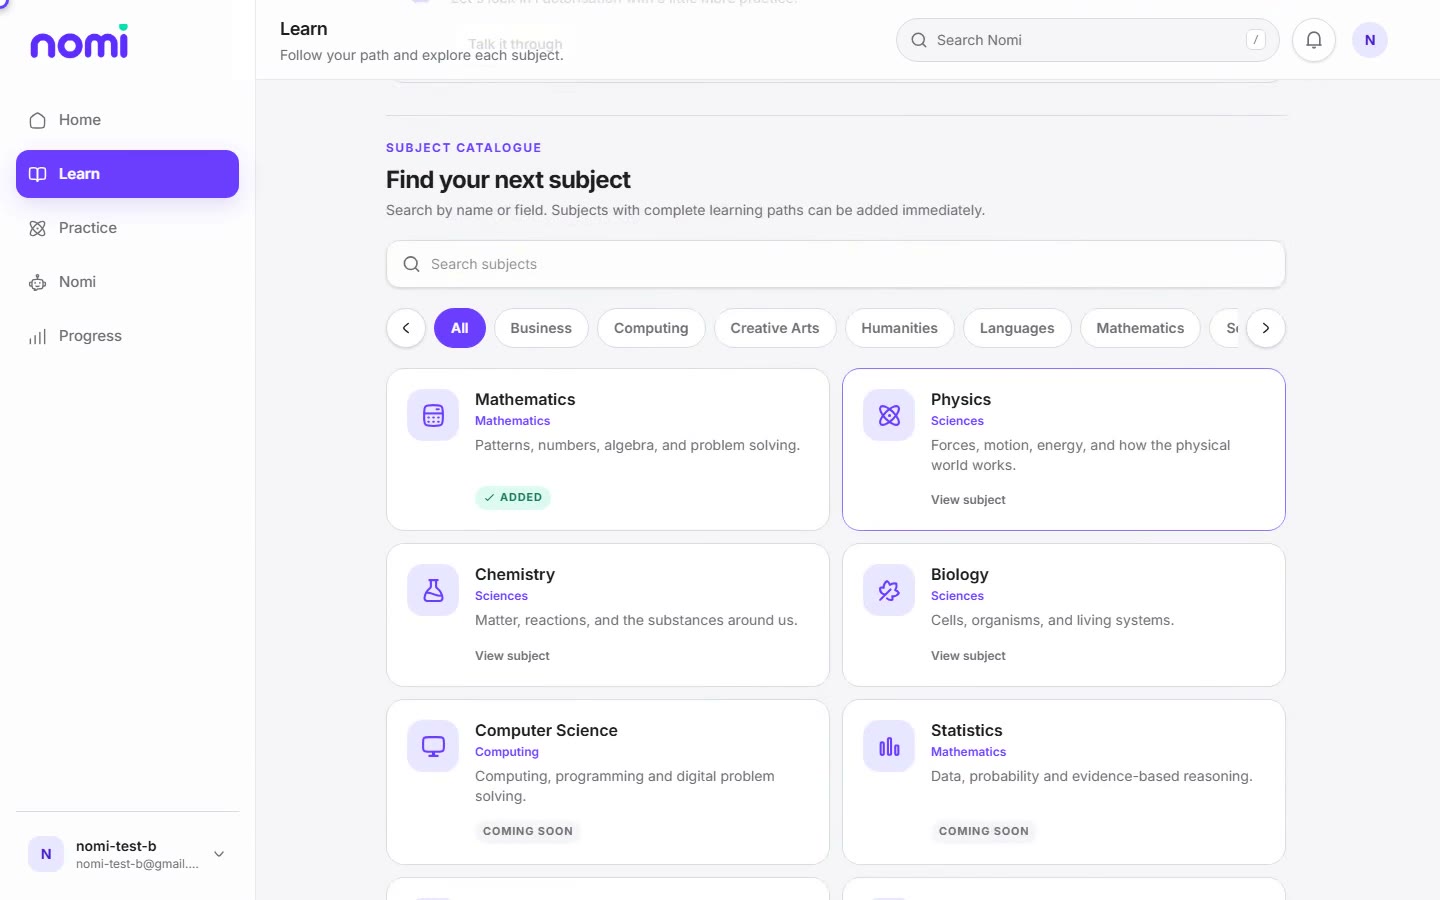 nomi
Learn
Follow your path and explore each subject.
Talk it through
Search Nomi
/
N
Home
Learn
Practice
Nomi
Progress
SUBJECT CATALOGUE
Find your next subject
Search by name or field. Subjects with complete learning paths can be added immediately.
Search subjects
All
Business
Computing
Creative Arts
Humanities
Languages
Mathematics
Mathematics
Mathematics
Patterns, numbers, algebra, and problem solving.
ADDED
Physics
Sciences
Forces, motion, energy, and how the physical
world works.
View subject
Chemistry
Sciences
Matter, reactions, and the substances around us.
View subject
Biology
Sciences
Cells, organisms, and living systems.
View subject
Computer Science
Computing
Computing, programming and digital problem
solving.
COMING SOON
Statistics
Mathematics
Data, probability and evidence-based reasoning.
COMING SOON
N
nomi-test-b
nomi-test-b@gmail....